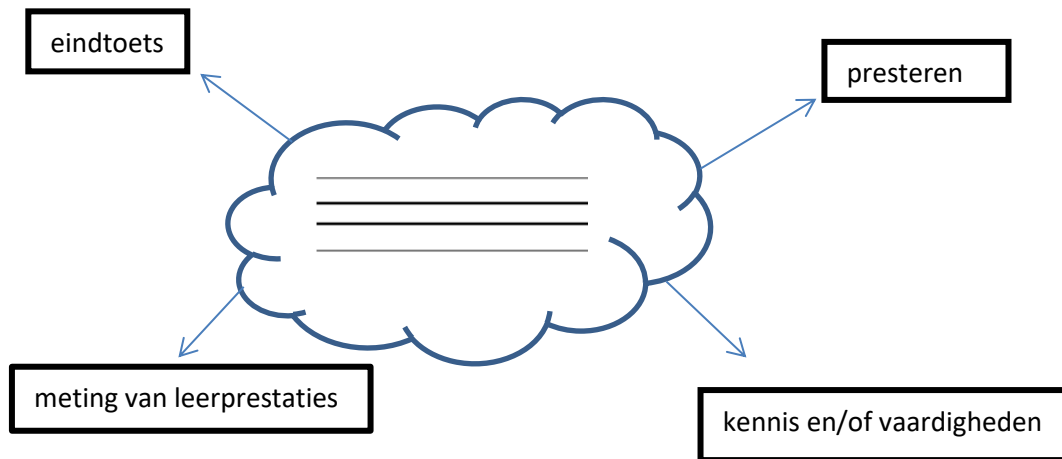 eindtoets
presteren
meting van leerprestaties
kennis en/of vaardigheden